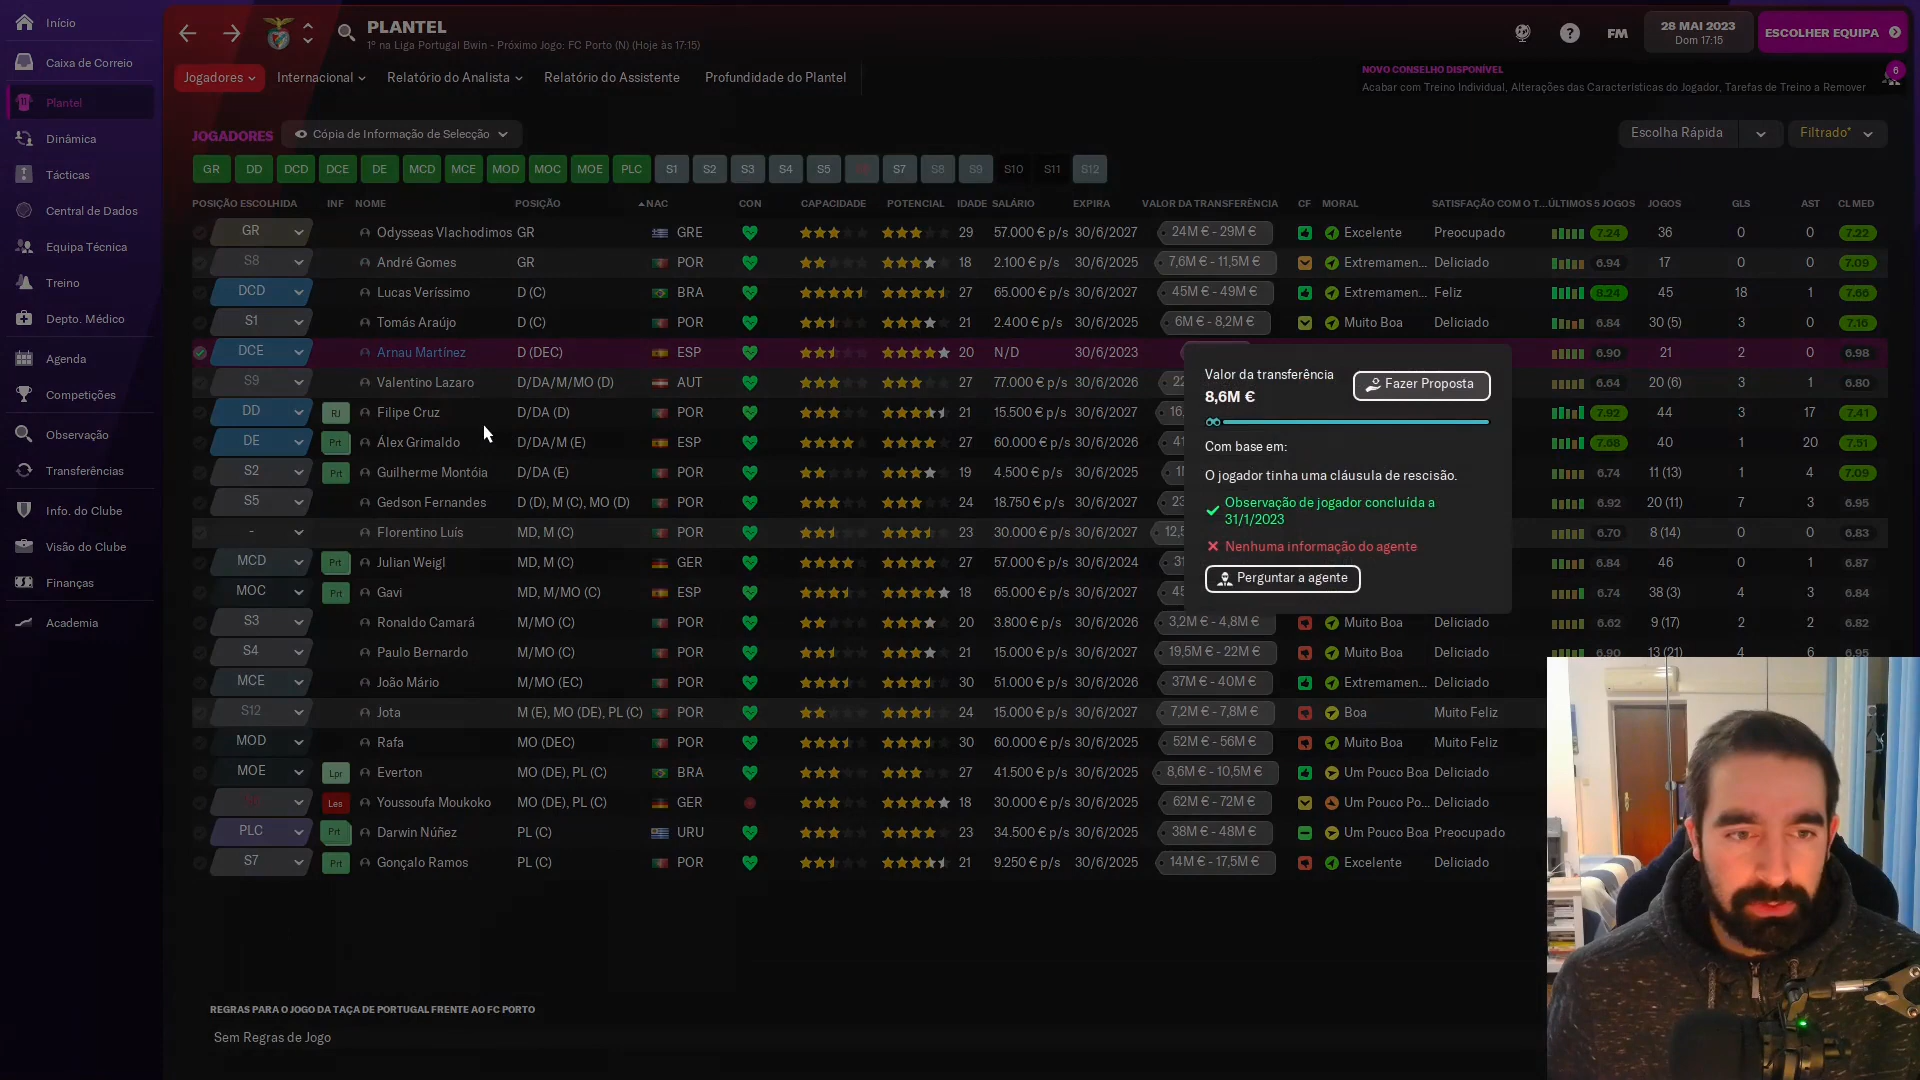 Início
Caixa de Correio
Plantel
Dinâmica
Tácticas
Central de Dados
Equipa Técnica
Treino
Depto. Médico
Agenda
Competições
Observação
Transferências
Info. do Clube
Visão do Clube
Finanças
Academia
PLANTEL
1º na Liga Portugal Bwin - Próximo Jogo: FC Porto (N) (Hoje às 17:15)
? FM 28 MAI 2023 Dom 17:15 ESCOLHER EQUIPA
Jogadores Internacional Relatório do Analista Relatório do Assistente Profundidade do Plantel
NOVO CONSELHO DISPONÍVEL 6
Acabar com Treino Individual, Alterações das Características do Jogador, Tarefas de Treino a Remover
JOGADORES Cópia de Informação de Selecção Escolha Rápida Filtrado*
GR DD DCD DCE DE MCD MCE MOD MOC MOE PLC S1 S2 S3 S4 S5 S7 S8 S9 S10 S11 S12
POSIÇÃO ESCOLHIDA INF NOME POSIÇÃO NAC CON CAPACIDADE POTENCIAL IDADE SALÁRIO EXPIRA VALOR DA TRANSFERÊNCIA CF MORAL SATISFAÇÃO COM O T... ÚLTIMOS 5 JOGOS JOGOS GLS AST CL MED
GR Odysseas Vlachodimos GR GRE 29 57.000 € p/s 30/6/2027 24M € - 29M € Excelente Preocupado 7.24 36 0 0 7.22
S8 André Gomes GR POR 18 2.100 € p/s 30/6/2025 7,6M € - 11,5M € Extremamen... Deliciado 6.94 17 0 0 7.09
DCD Lucas Veríssimo D (C) BRA 27 65.000 € p/s 30/6/2027 45M € - 49M € Extremamen... Feliz 8.24 45 18 1 7.66
S1 Tomás Araújo D (C) POR 21 2.400 € p/s 30/6/2025 6M € - 8,2M € Muito Boa Deliciado 6.84 30 (5) 3 0 7.16
DCE Arnau Martínez D (DEC) ESP 20 N/D 30/6/2023 6.90 21 2 0 6.98
S9 Valentino Lazaro D/DA/M/MO (D) AUT 27 77.000 € p/s 30/6/2026 6.64 20 (6) 3 1 6.80
DD RJ Filipe Cruz D/DA (D) POR 21 15.500 € p/s 30/6/2027 7.92 44 3 17 7.41
DE Prt Álex Grimaldo D/DA/M (E) ESP 27 60.000 € p/s 30/6/2026 7.68 40 1 20 7.51
S2 Prt Guilherme Montóia D/DA (E) POR 19 4.500 € p/s 30/6/2025 6.74 11 (13) 1 4 7.09
S5 Gedson Fernandes D (D), M (C), MO (D) POR 24 18.750 € p/s 30/6/2027 6.92 20 (11) 7 3 6.95
- Florentino Luís MD, M (C) POR 23 30.000 € p/s 30/6/2027 12,5 6.70 8 (14) 0 0 6.83
MCD Prt Julian Weigl MD, M (C) GER 27 57.000 € p/s 30/6/2024 6.84 46 0 1 6.87
MOC Prt Gavi MD, M/MO (C) ESP 18 65.000 € p/s 30/6/2027 6.74 38 (3) 4 3 6.84
S3 Ronaldo Camará M/MO (C) POR 20 3.800 € p/s 30/6/2026 3,2M € - 4,8M € Muito Boa Deliciado 6.62 9 (17) 2 2 6.82
S4 Paulo Bernardo M/MO (C) POR 21 15.000 € p/s 30/6/2027 19,5M € - 22M € Muito Boa Deliciado 6.90 13 (21) 4 6 6.95
MCE João Mário M/MO (EC) POR 30 51.000 € p/s 30/6/2026 37M € - 40M € Extremamen... Deliciado
S12 Jota M (E), MO (DE), PL (C) POR 24 15.000 € p/s 30/6/2027 7,2M € - 7,8M € Boa Muito Feliz
MOD Rafa MO (DEC) POR 30 60.000 € p/s 30/6/2025 52M € - 56M € Muito Boa Muito Feliz
MOE Lpr Everton MO (DE), PL (C) BRA 27 41.500 € p/s 30/6/2025 8,6M € - 10,5M € Um Pouco Boa Deliciado
Les Youssoufa Moukoko MO (DE), PL (C) GER 18 30.000 € p/s 30/6/2025 62M € - 72M € Um Pouco Po... Deliciado
PLC Prt Darwin Núñez PL (C) URU 23 34.500 € p/s 30/6/2025 38M € - 48M € Um Pouco Boa Preocupado
S7 Prt Gonçalo Ramos PL (C) POR 21 9.250 € p/s 30/6/2025 14M € - 17,5M € Excelente Deliciado
Valor da transferência
8,6M €
Fazer Proposta
Com base em:
O jogador tinha uma cláusula de rescisão.
Observação de jogador concluída a
31/1/2023
Nenhuma informação do agente
Perguntar a agente
REGRAS PARA O JOGO DA TAÇA DE PORTUGAL FRENTE AO FC PORTO
Sem Regras de Jogo